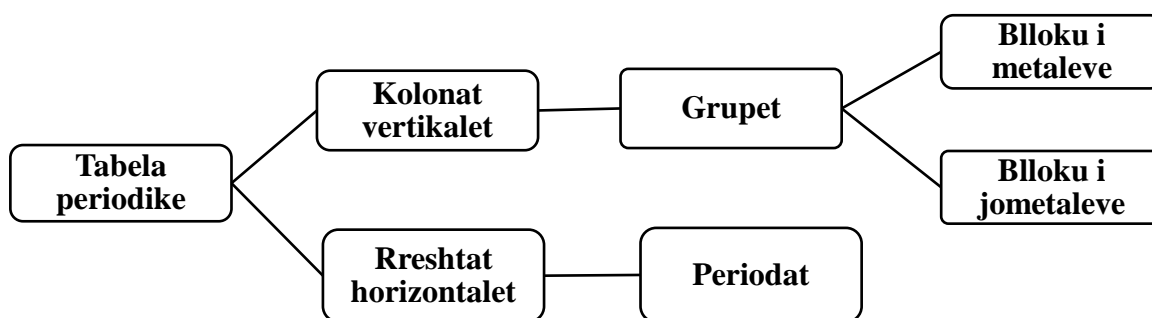 Tabela
periodike
Kolonat
vertikalet
Grupet
Blloku i
metaleve
Blloku i
jometaleve
Rreshtat
horizontalet
Periodat